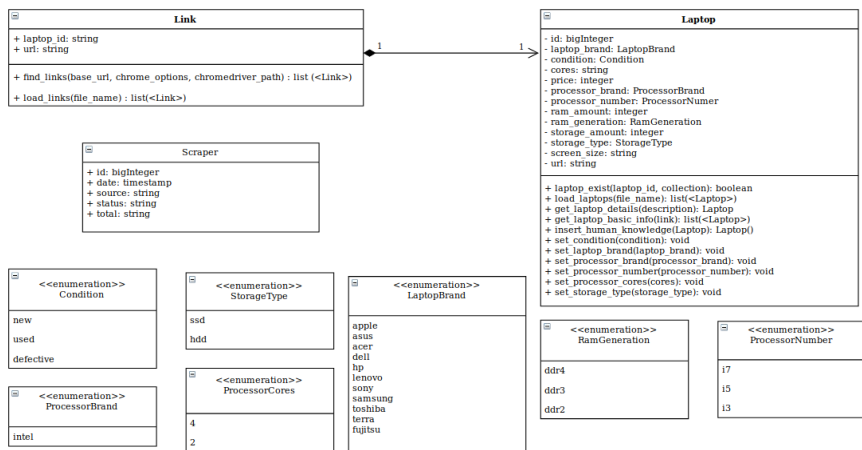 Link
+ laptop_id: string
+ url: string
+ find_links(base_url, chrome_options, chromedriver_path) : list (<Link>)
+ load_links(file_name) : list(<Link>)
1
1
Laptop
- id: bigInteger
- laptop_brand: LaptopBrand
- condition: Condition
- cores: string
- price: integer
- processor_brand: ProcessorBrand
- processor_number: ProcessorNumer
- ram_amount: integer
- ram_generation: RamGeneration
- storage_amount: integer
- storage_type: StorageType
- screen_size: string
- url: string
+ laptop_exist(laptop_id, collection): boolean
+ load_laptops(file_name): list(<Laptop>)
+ get_laptop_details(description): Laptop
+ get_laptop_basic_info(link): list(<Laptop>)
+ insert_human_knowledge(Laptop): Laptop()
+ set_condition(condition): void
+ set_laptop_brand(laptop_brand): void
+ set_processor_brand(processor_brand): void
+ set_processor_number(processor_number): void
+ set_processor_cores(cores): void
+ set_storage_type(storage_type): void
Scraper
+ id: bigInteger
+ date: timestamp
+ source: string
+ status: string
+ total: string
<<enumeration>>
Condition
new
used
defective
<<enumeration>>
StorageType
ssd
hdd
<<enumeration>>
LaptopBrand
apple
asus
acer
dell
hp
lenovo
sony
samsung
toshiba
terra
fujitsu
<<enumeration>>
RamGeneration
ddr4
ddr3
ddr2
<<enumeration>>
ProcessorNumber
i7
i5
i3
<<enumeration>>
ProcessorBrand
intel
<<enumeration>>
ProcessorCores
4
2